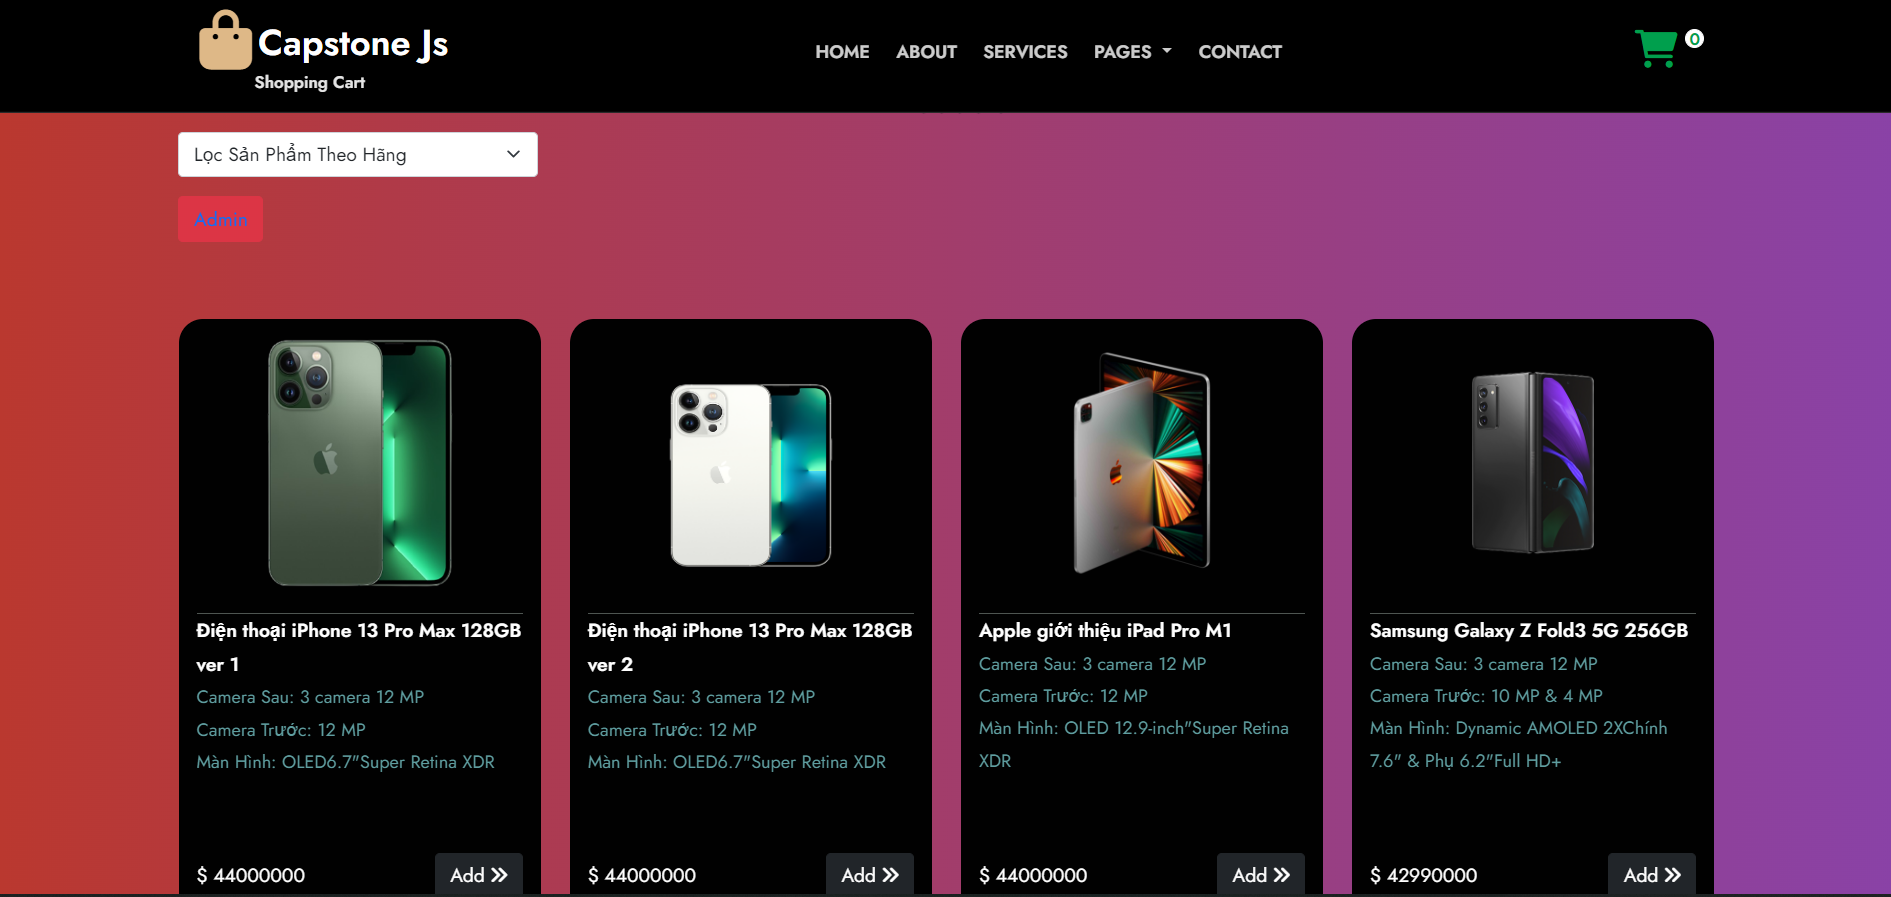 Capstone Js
Shopping Cart
HOME ABOUT SERVICES PAGES CONTACT
0
Lọc Sản Phẩm Theo Hãng
Admin
Điện thoại iPhone 13 Pro Max 128GB
ver 1
Camera Sau: 3 camera 12 MP
Camera Trước: 12 MP
Màn Hình: OLED6.7"Super Retina XDR
$ 44000000
Add
Điện thoại iPhone 13 Pro Max 128GB
ver 2
Camera Sau: 3 camera 12 MP
Camera Trước: 12 MP
Màn Hình: OLED6.7"Super Retina XDR
$ 44000000
Add
Apple giới thiệu iPad Pro M1
Camera Sau: 3 camera 12 MP
Camera Trước: 12 MP
Màn Hình: OLED 12.9-inch"Super Retina
XDR
$ 44000000
Add
Samsung Galaxy Z Fold3 5G 256GB
Camera Sau: 3 camera 12 MP
Camera Trước: 10 MP & 4 MP
Màn Hình: Dynamic AMOLED 2XChính
7.6" & Phụ 6.2"Full HD+
$ 42990000
Add